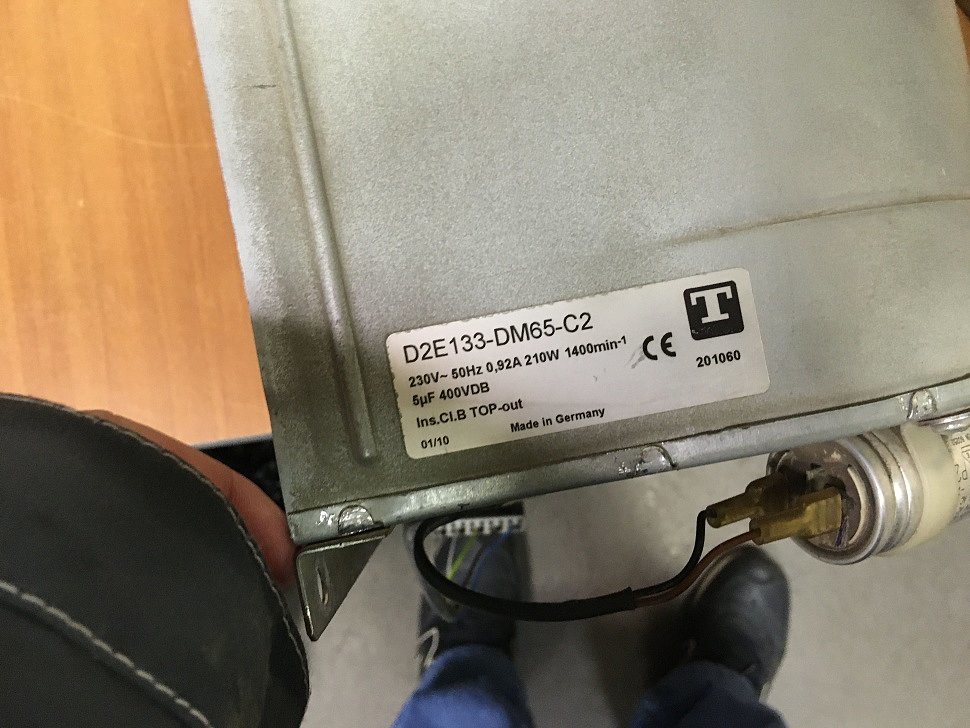 D2E133-DM65-C2
230V~ 50Hz 0,92A 210W 1400min-1
5µF 400VDB
Ins.Cl.B TOP-out
01/10
Made in Germany
CE
T
201060